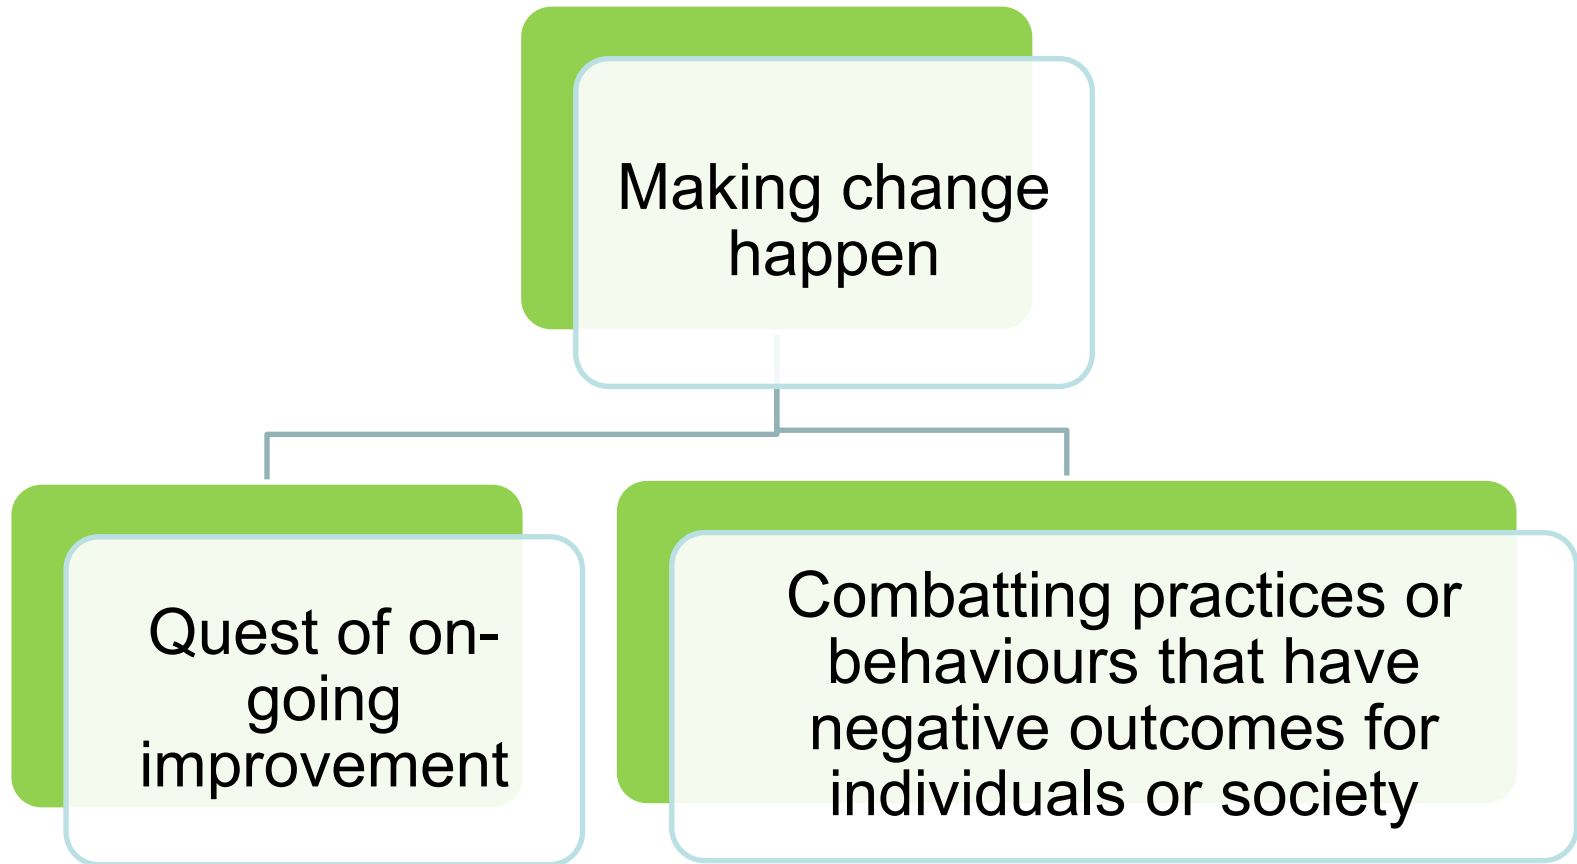 Making change
happen
Quest of on-
going
improvement
Combatting practices or
behaviours that have
negative outcomes for
individuals or society